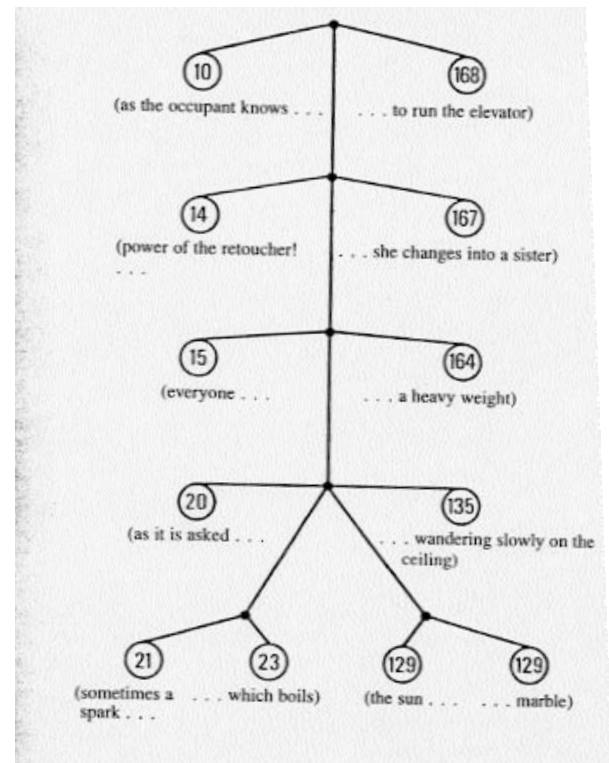 10 168
(as the occupant knows . . . . . . to run the elevator)
14 167
(power of the retoucher! . . . she changes into a sister)
. . .
15 164
(everyone . . . . . . a heavy weight)
20 135
(as it is asked . . . . . . wandering slowly on the
ceiling)
21 23 129 129
(sometimes a . . . which boils) (the sun . . . . . . marble)
spark . . .